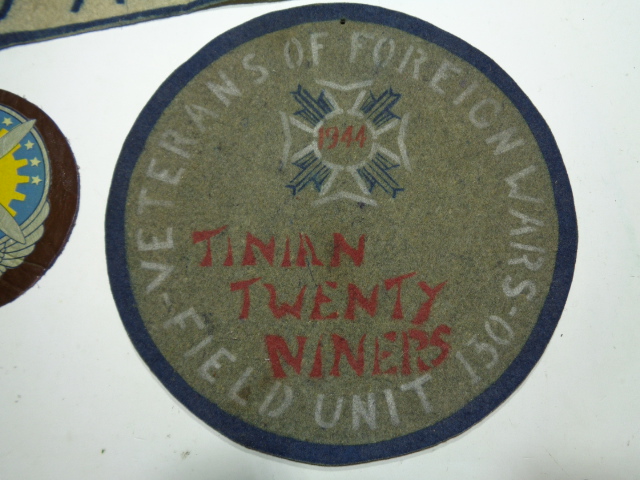 VETERANS OF FOREIGN WARS
1944
TINIAN
TWENTY
NINERS
-FIELD UNIT 130-